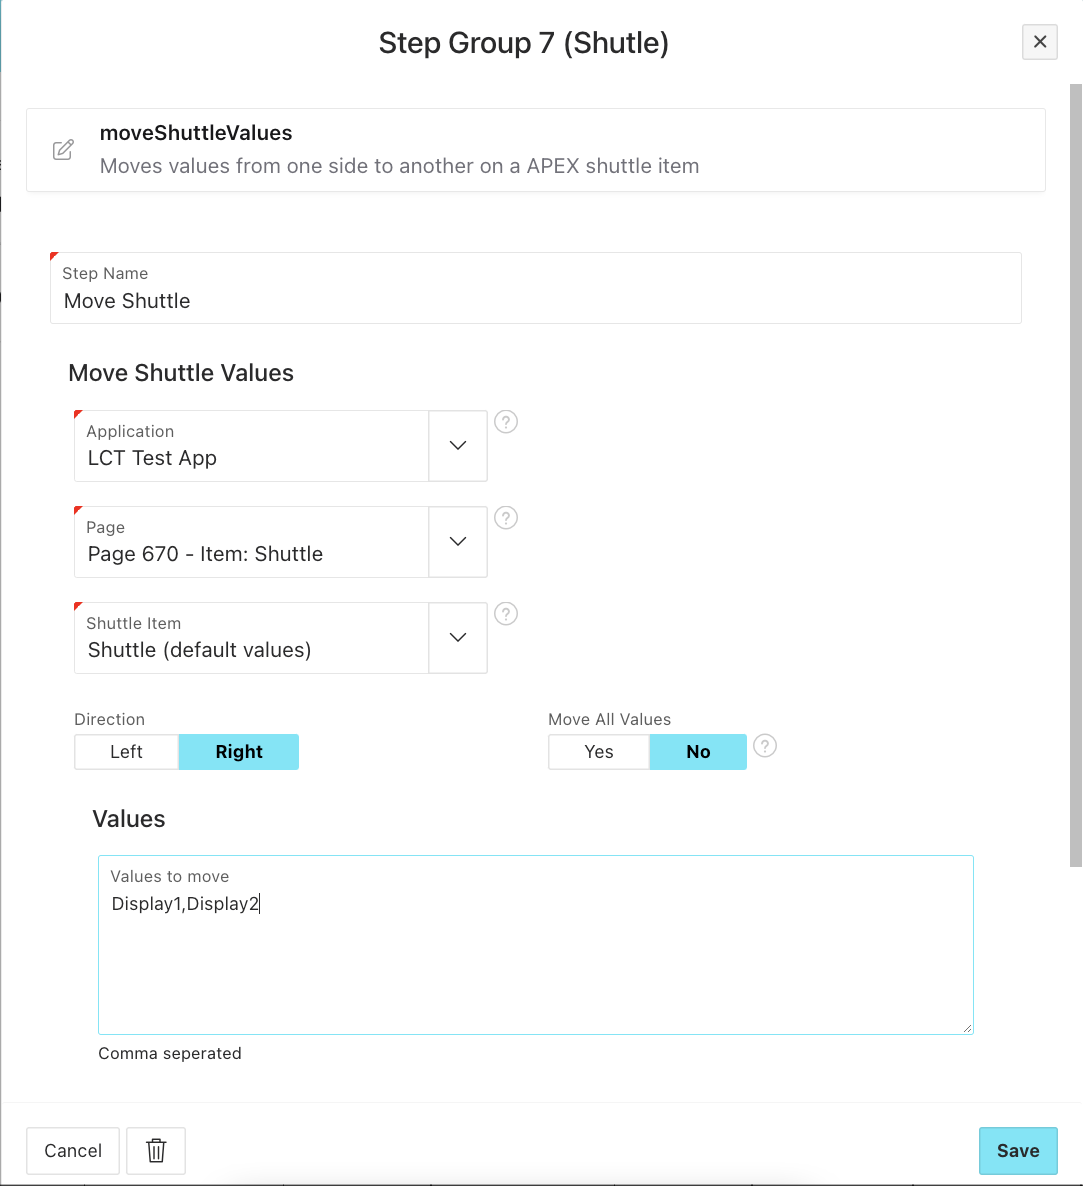 Step Group 7 (Shutle)
moveShuttleValues
Moves values from one side to another on a APEX shuttle item
Step Name
Move Shuttle
Move Shuttle Values
Application
LCT Test App
?
Page
Page 670 - Item: Shuttle
?
Shuttle Item
Shuttle (default values)
?
Direction
Move All Values
Left Right
Yes No
?
Values
Values to move
Display1,Display2
Comma seperated
Cancel
Save